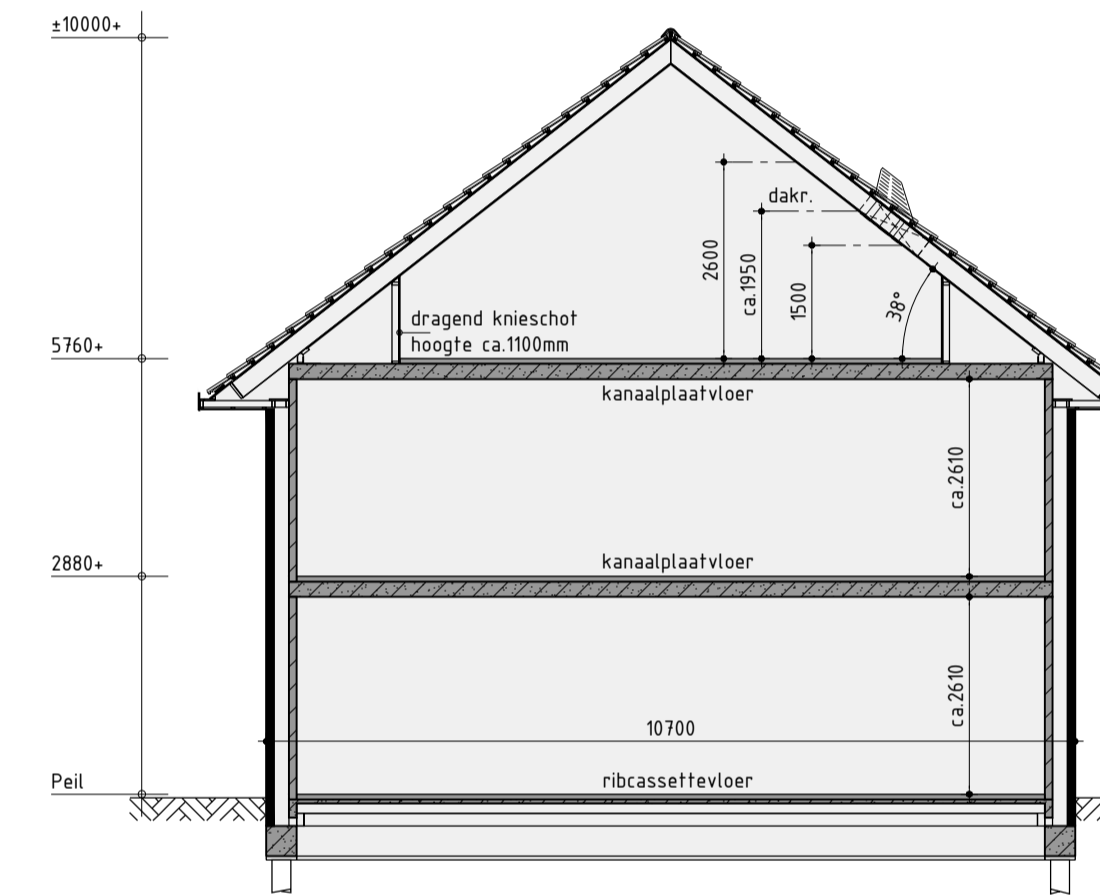 ±10000+
dakr.
2600
ca.1950
1500
38°
dragend knieschot
hoogte ca.1100mm
5760+
kanaalplaatvloer
ca.2610
2880+
kanaalplaatvloer
ca.2610
10700
Peil
ribcassettevloer